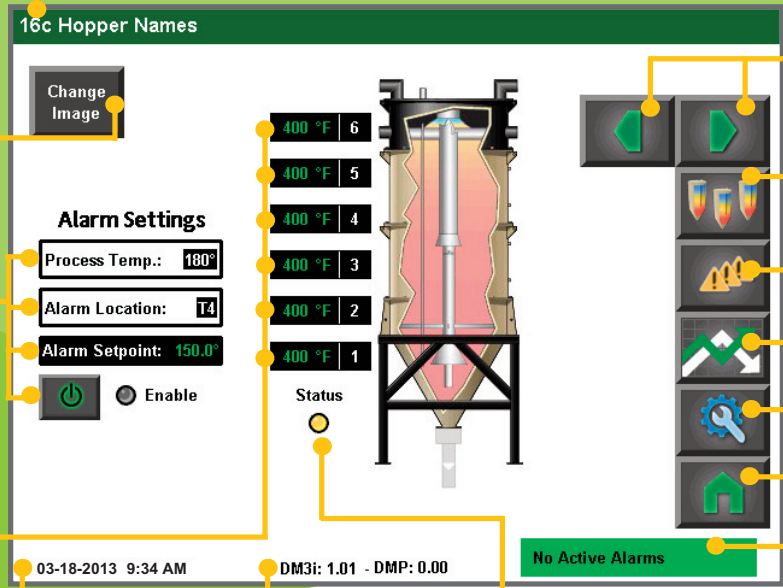 16c Hopper Names
Change
Image
400 °F 6
400 °F 5
400 °F 4
400 °F 3
400 °F 2
400 °F 1
Alarm Settings
Process Temp.: 180°
Alarm Location: T4
Alarm Setpoint: 150.0°
Enable
Status
No Active Alarms
03-18-2013 9:34 AM
DM3i: 1.01 - DMP: 0.00